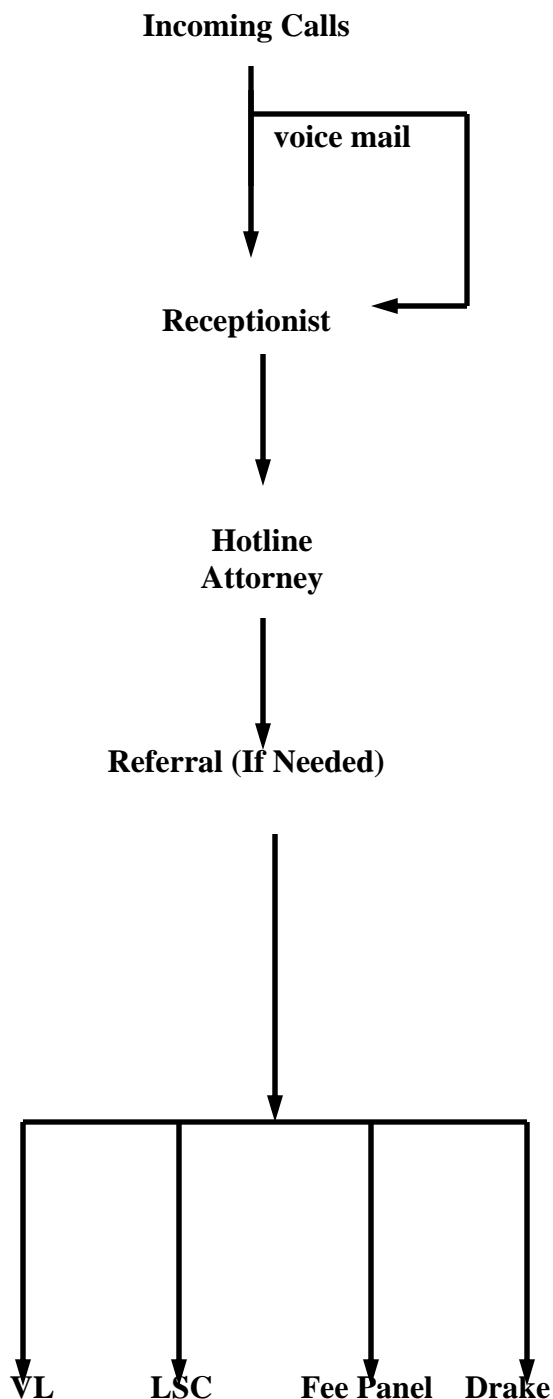 Incoming Calls
voice mail
Receptionist
Hotline
Attorney
Referral (If Needed)
VL LSC Fee Panel Drake